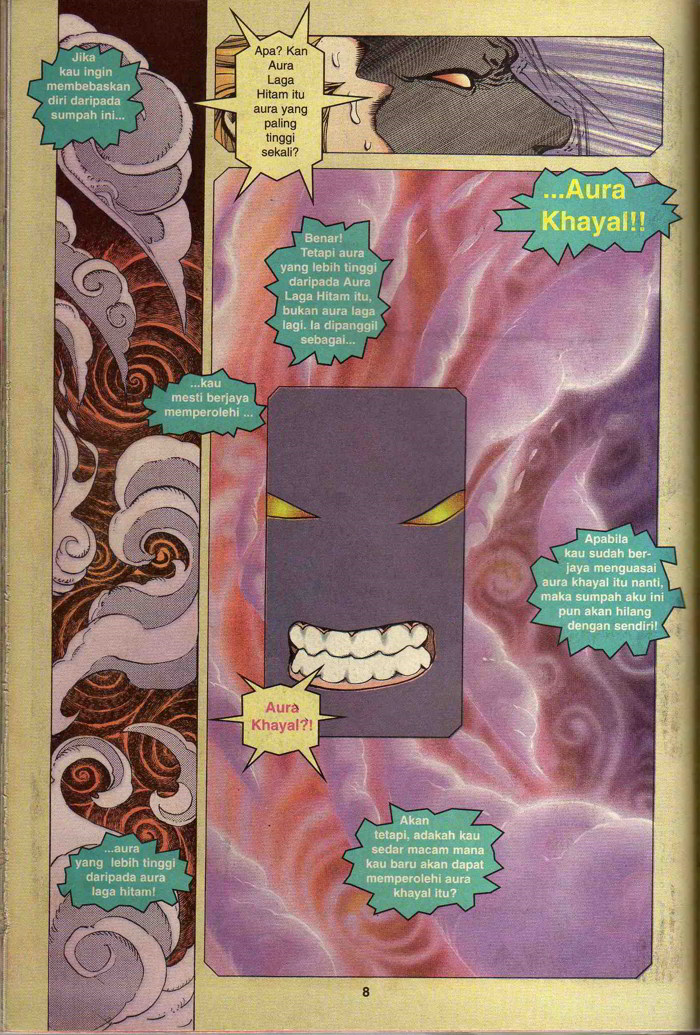 Jika
kau ingin
membebaskan
diri daripada
sumpah ini...
...kau
mesti berjaya
memperolehi ...
...aura
yang lebih tinggi
daripada aura
laga hitam!
Apa? Kan
Aura
Laga
Hitam itu
aura yang
paling
tinggi
sekali?
Benar!
Tetapi aura
yang lebih tinggi
daripada Aura
Laga Hitam itu,
bukan aura laga
lagi. Ia dipanggil
sebagai...
...Aura
Khayal!!
Aura
Khayal?!
Apabila
kau sudah ber-
jaya menguasai
aura khayal itu nanti,
maka sumpah aku ini
pun akan hilang
dengan sendiri!
Akan
tetapi, adakah kau
sedar macam mana
kau baru akan dapat
memperolehi aura
khayal itu?
8